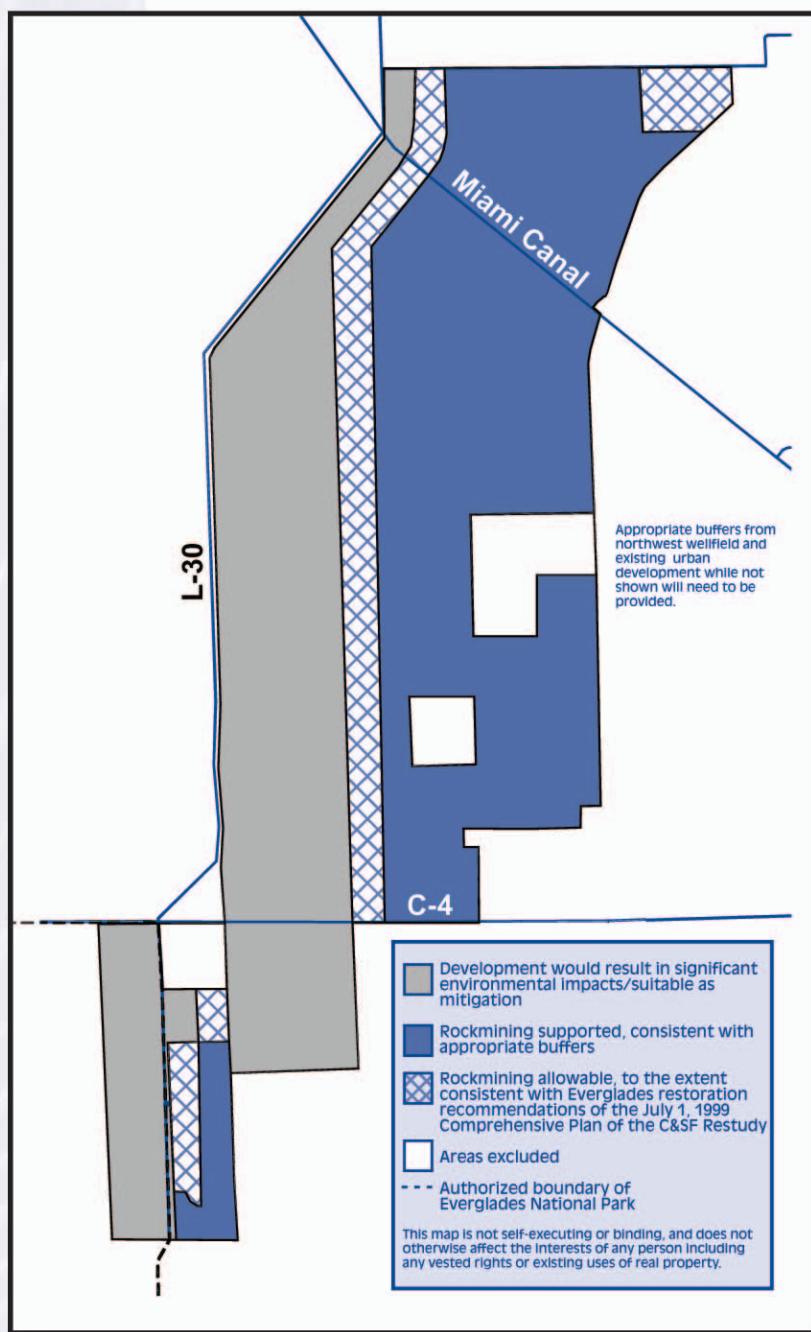 Miami Canal
L-30
Appropriate buffers from
northwest wellfield and
existing urban
development while not
shown will need to be
provided.
C-4
Development would result in significant
environmental impacts/suitable as
mitigation
Rockmining supported, consistent with
appropriate buffers
Rockmining allowable, to the extent
consistent with Everglades restoration
recommendations of the July 1, 1999
Comprehensive Plan of the C&SF Restudy
Areas excluded
Authorized boundary of
Everglades National Park
This map is not self-executing or binding, and does not
otherwise affect the interests of any person including
any vested rights or existing uses of real property.